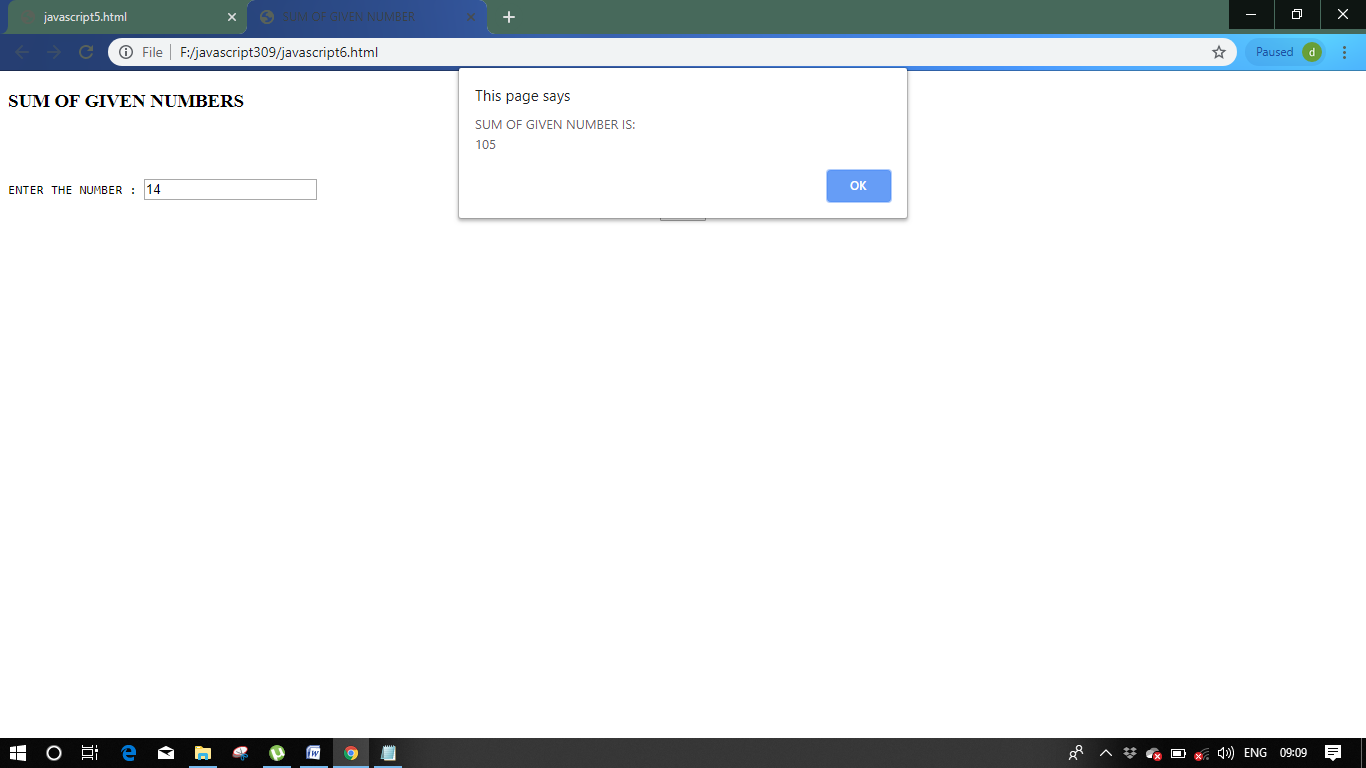 javascript5.html
SUM OF GIVEN NUMBER
File F:/javascript309/javascript6.html
Paused d
SUM OF GIVEN NUMBERS
This page says
SUM OF GIVEN NUMBER IS:
105
OK
ENTER THE NUMBER : 14
ENG 09:09